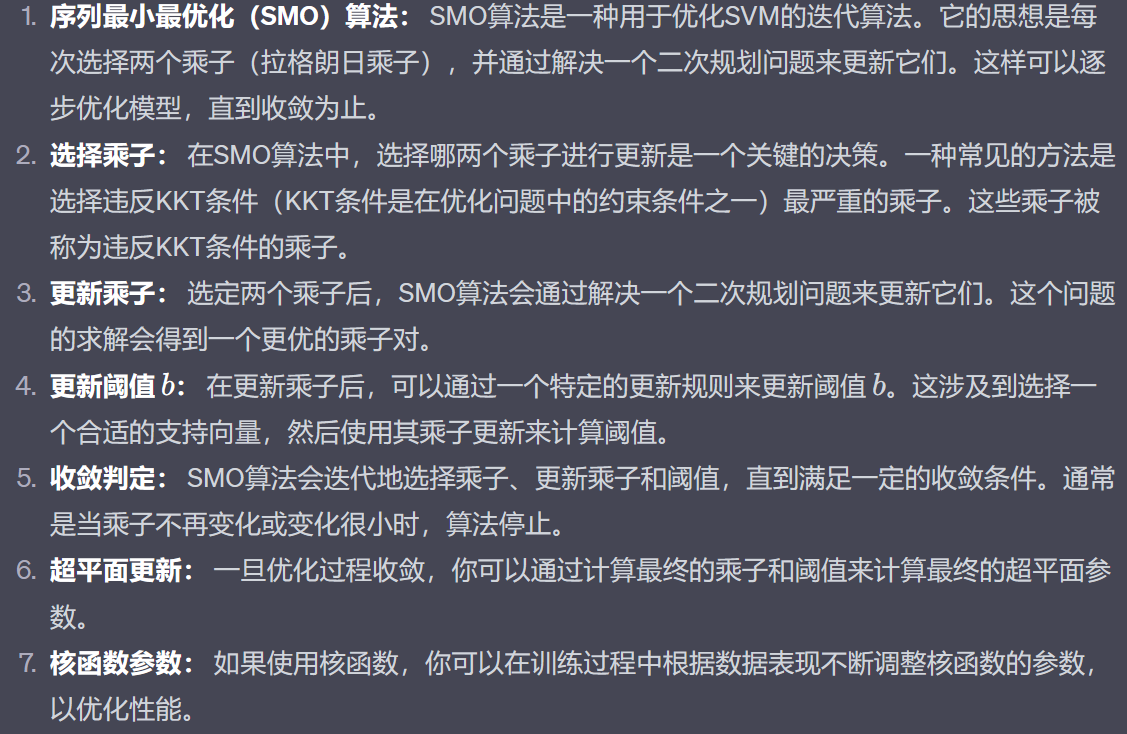 1. 序列最小最优化（SMO）算法： SMO算法是一种用于优化SVM的迭代算法。它的思想是每
次选择两个乘子（拉格朗日乘子），并通过解决一个二次规划问题来更新它们。这样可以逐
步优化模型，直到收敛为止。
2. 选择乘子： 在SMO算法中，选择哪两个乘子进行更新是一个关键的决策。一种常见的方法是
选择违反KKT条件（KKT条件是在优化问题中的约束条件之一）最严重的乘子。这些乘子被
称为违反KKT条件的乘子。
3. 更新乘子： 选定两个乘子后，SMO算法会通过解决一个二次规划问题来更新它们。这个问题
的求解会得到一个更优的乘子对。
4. 更新阈值 b： 在更新乘子后，可以通过一个特定的更新规则来更新阈值 b。这涉及到选择一
个合适的支持向量，然后使用其乘子更新来计算阈值。
5. 收敛判定： SMO算法会迭代地选择乘子、更新乘子和阈值，直到满足一定的收敛条件。通常
是当乘子不再变化或变化很小时，算法停止。
6. 超平面更新： 一旦优化过程收敛，你可以通过计算最终的乘子和阈值来计算最终的超平面参
数。
7. 核函数参数： 如果使用核函数，你可以在训练过程中根据数据表现不断调整核函数的参数，
以优化性能。